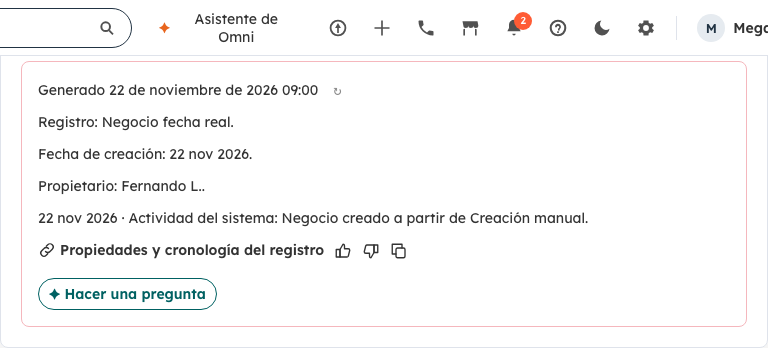 Asistente de
Omni
2
M
Mega
Generado 22 de noviembre de 2026 09:00
Registro: Negocio fecha real.
Fecha de creación: 22 nov 2026.
Propietario: Fernando L..
22 nov 2026 · Actividad del sistema: Negocio creado a partir de Creación manual.
Propiedades y cronología del registro
Hacer una pregunta